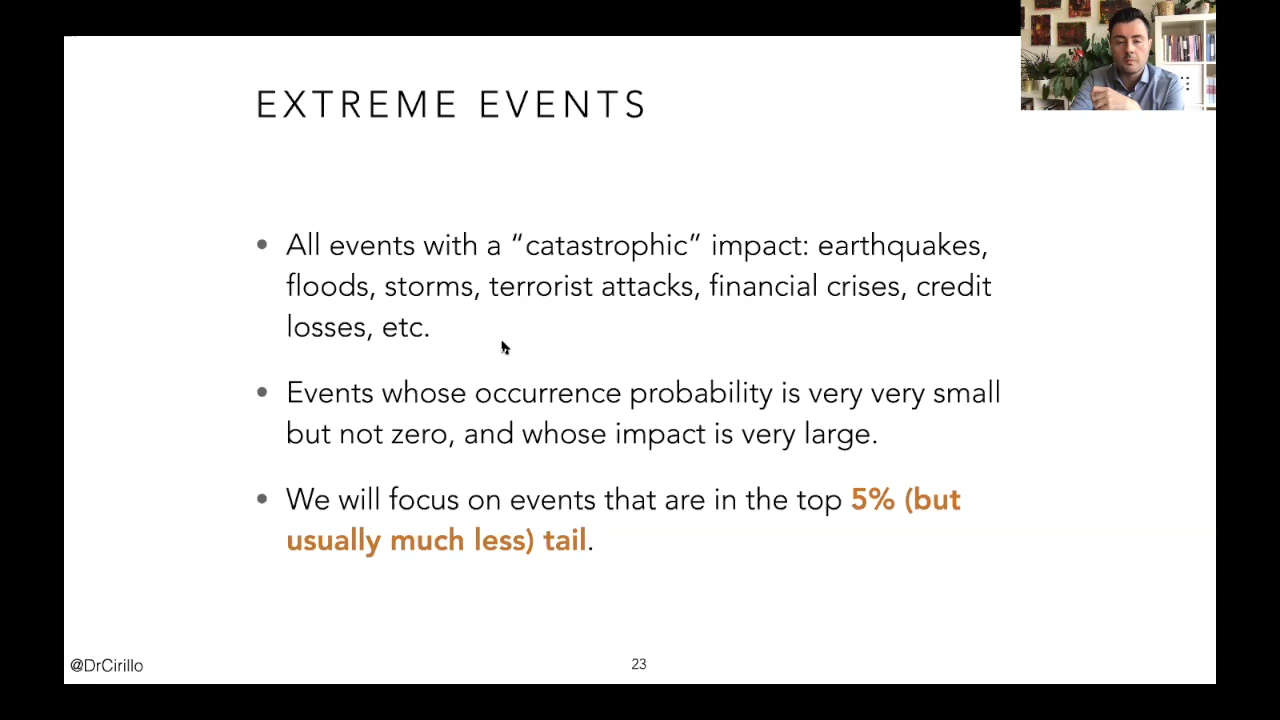 EXTREME EVENTS
• All events with a “catastrophic” impact: earthquakes,
floods, storms, terrorist attacks, financial crises, credit
losses, etc.
• Events whose occurrence probability is very very small
but not zero, and whose impact is very large.
• We will focus on events that are in the top 5% (but
usually much less) tail.
@DrCirillo
23